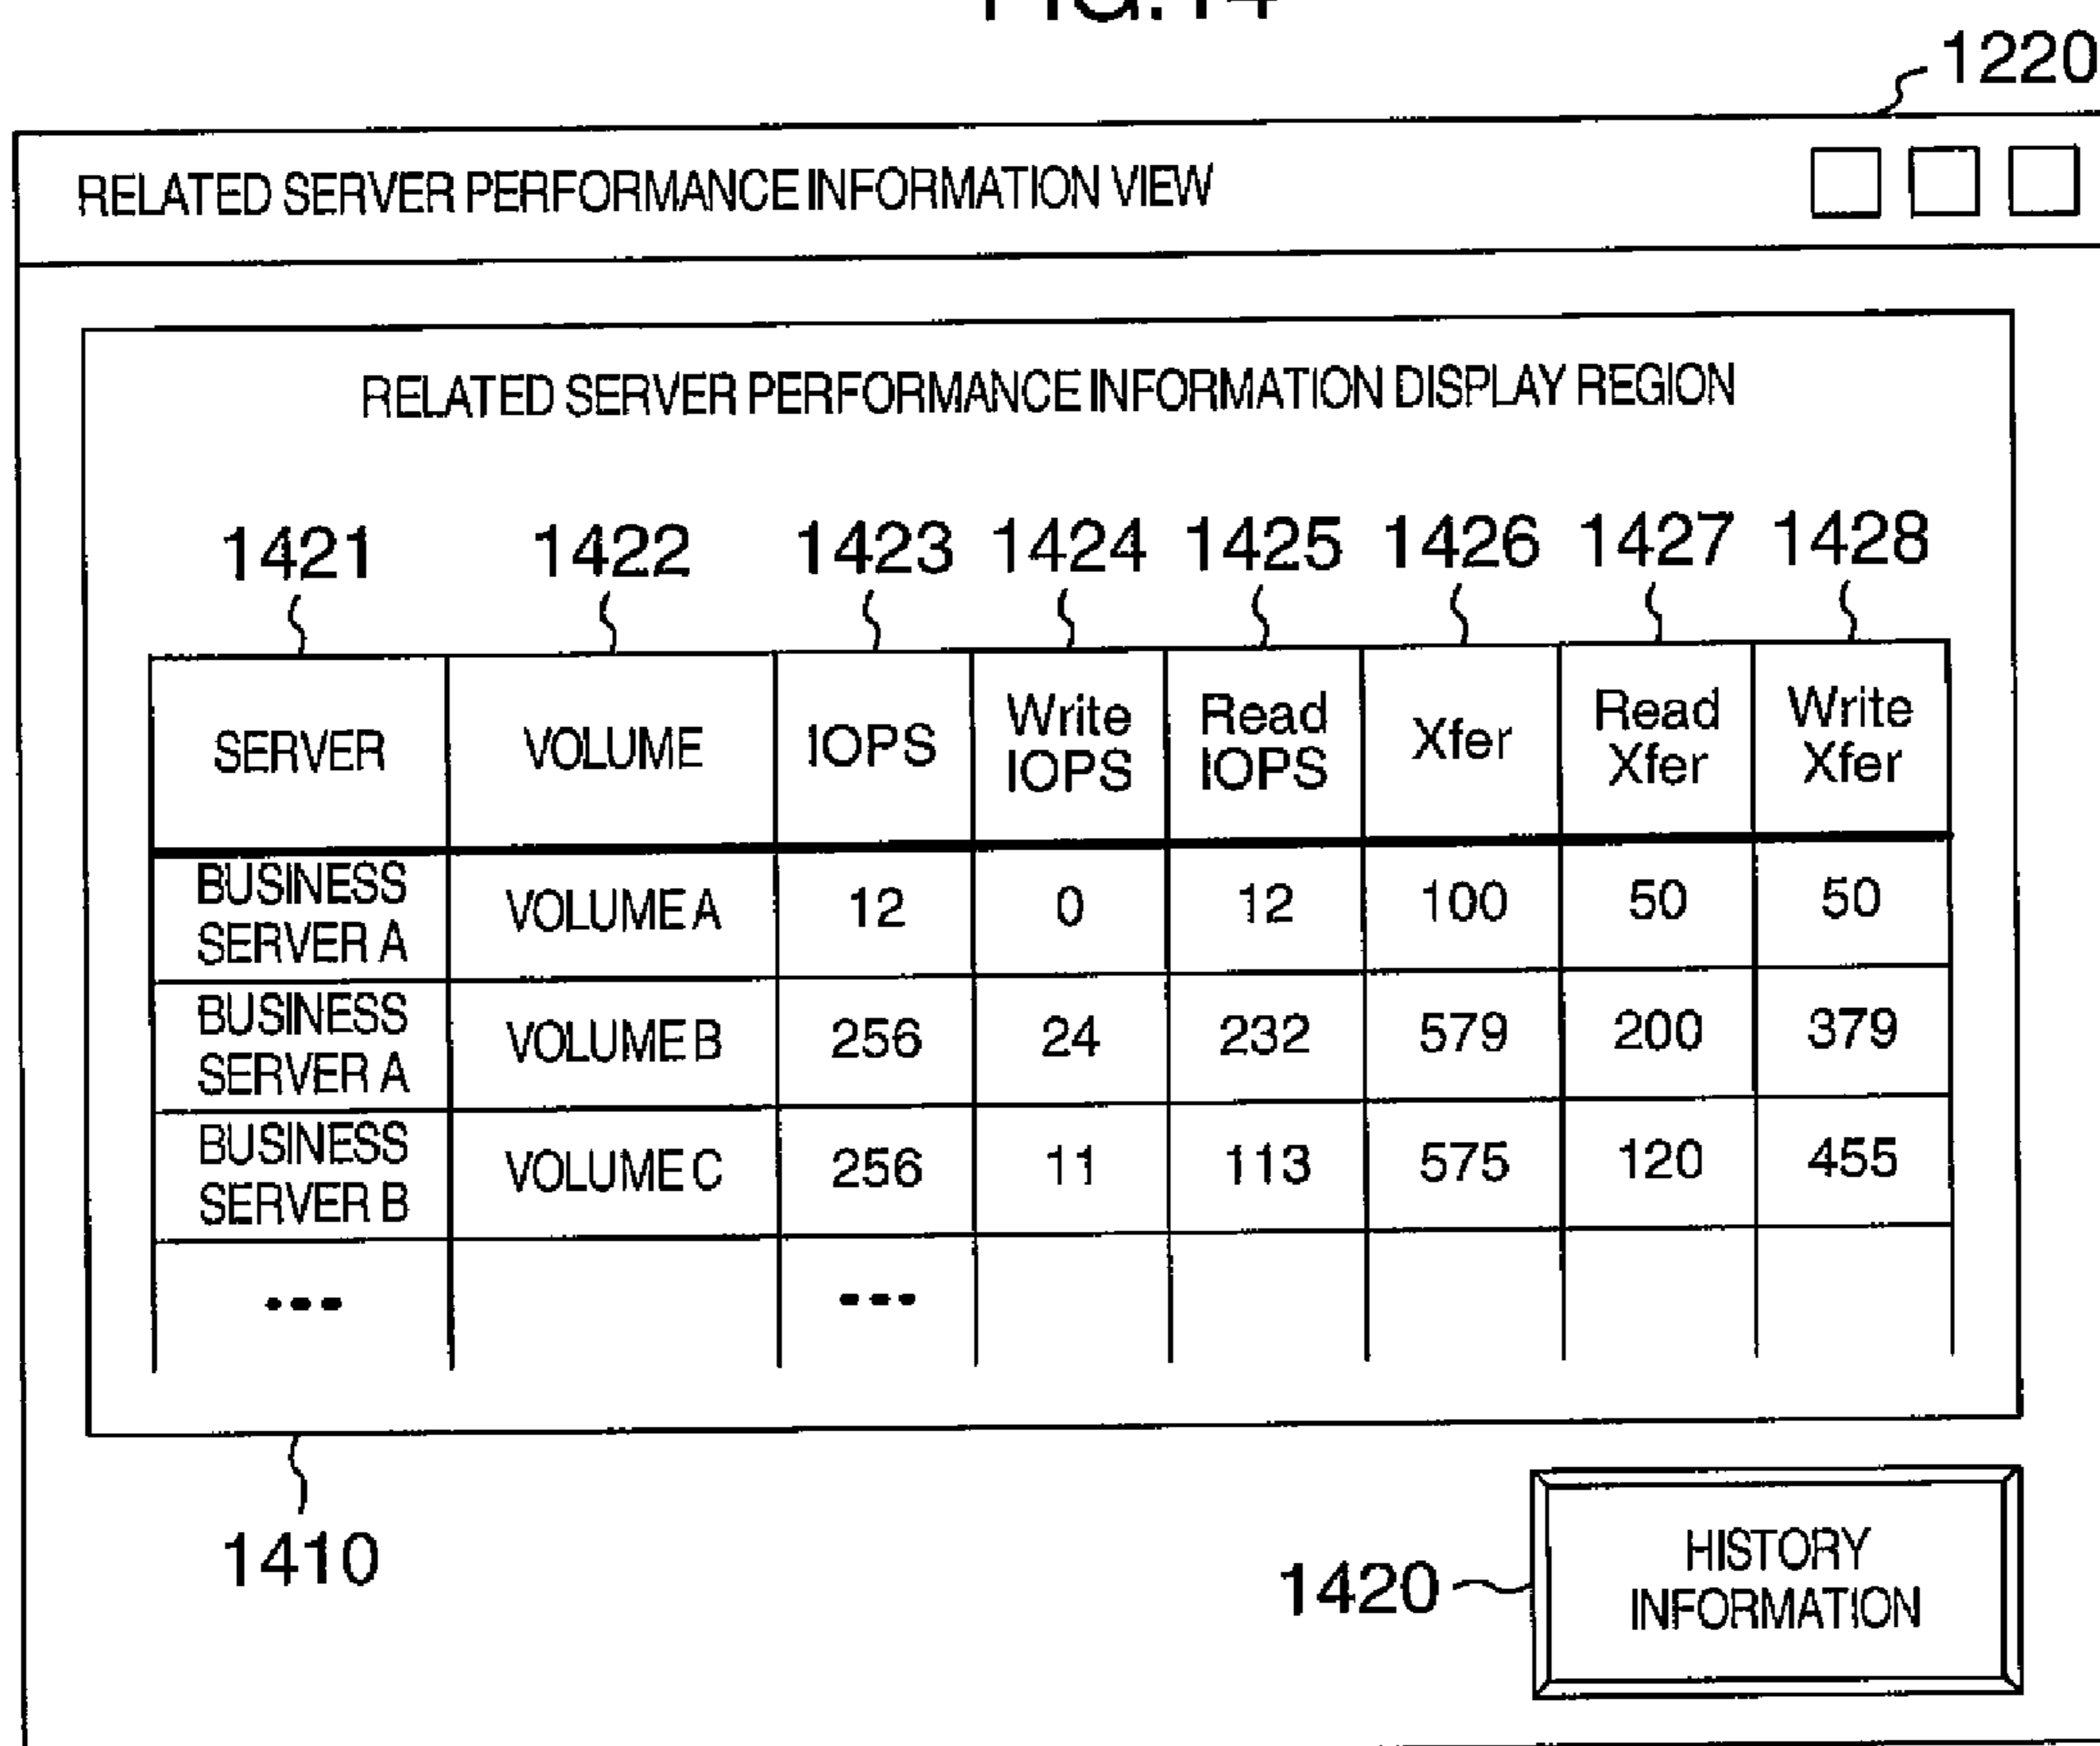 FIG.14
1220
RELATED SERVER PERFORMANCE INFORMATION VIEW
RELATED SERVER PERFORMANCE INFORMATION DISPLAY REGION
1421 1422 1423 1424 1425 1426 1427 1428
SERVER VOLUME IOPS Write IOPS Read IOPS Xfer Read Xfer Write Xfer
BUSINESS SERVER A VOLUME A 12 0 12 100 50 50
BUSINESS SERVER A VOLUME B 256 24 232 579 200 379
BUSINESS SERVER B VOLUME C 256 11 113 575 120 455
••• •••
1410
1420
HISTORY
INFORMATION